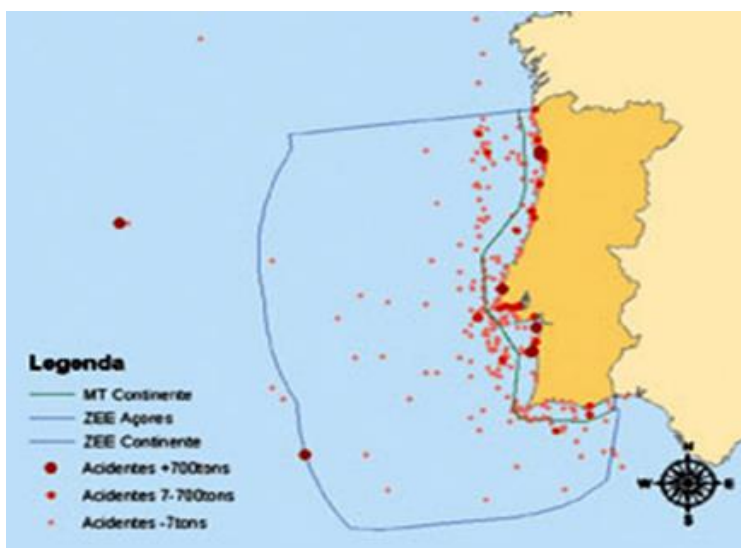 Legenda
MT Continente
ZEE Açores
ZEE Continente
Acidentes +700tons
Acidentes 7-700tons
Acidentes -7tons
N
W E
S